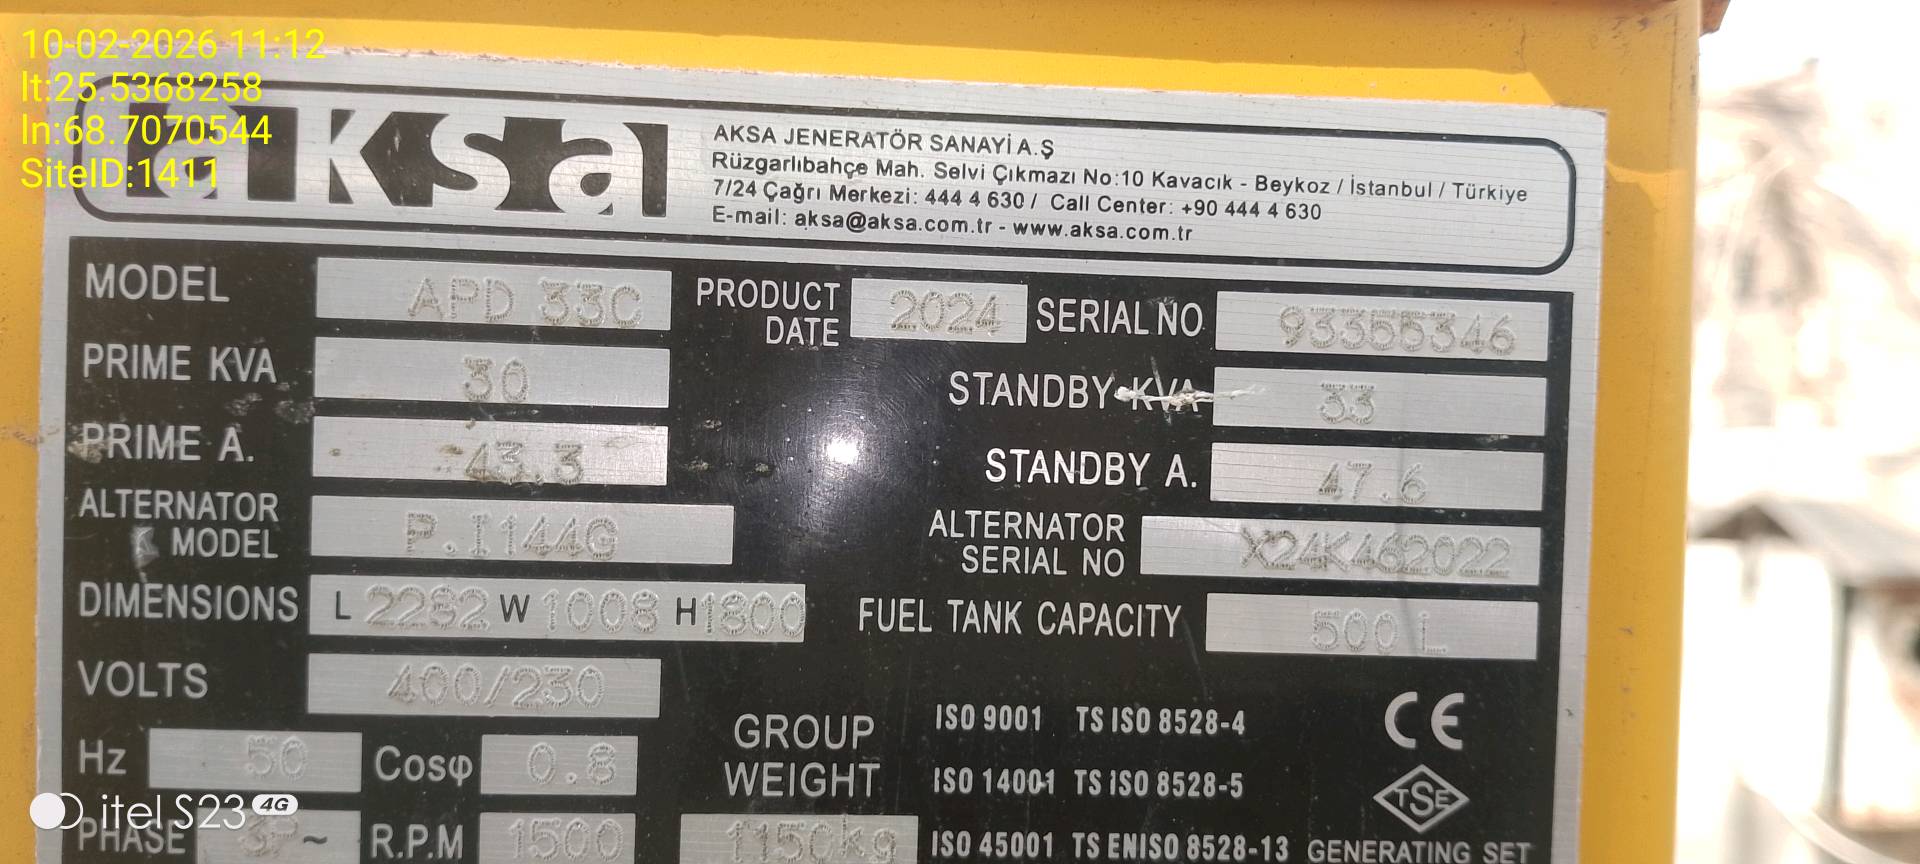 10-02-2026 11:12
lt:25.5368258
ln:68.7070544
SiteID:1411
aksa
AKSA JENERATÖR SANAYİ A.Ş
Rüzgarlıbahçe Mah. Selvi Çıkmazı No:10 Kavacık - Beykoz / İstanbul / Türkiye
7/24 Çağrı Merkezi: 444 4 630 / Call Center: +90 444 4 630
E-mail: aksa@aksa.com.tr - www.aksa.com.tr
MODEL APD 33C PRODUCT DATE 2024 SERIAL NO 93355346
PRIME KVA 30 STANDBY KVA 33
PRIME A. 43.3 STANDBY A. 47.6
ALTERNATOR MODEL P.I144G ALTERNATOR SERIAL NO X24K462022
DIMENSIONS L 2282 W 1008 H 1800 FUEL TANK CAPACITY 500 L
VOLTS 400/230
Hz 50 Cosφ 0.8 GROUP WEIGHT 1150kg
PHASE 3P~ R.P.M 1500
ISO 9001 TS ISO 8528-4
ISO 14001 TS ISO 8528-5
ISO 45001 TS EN ISO 8528-13
CE
TSE
GENERATING SET
itel S23 4G